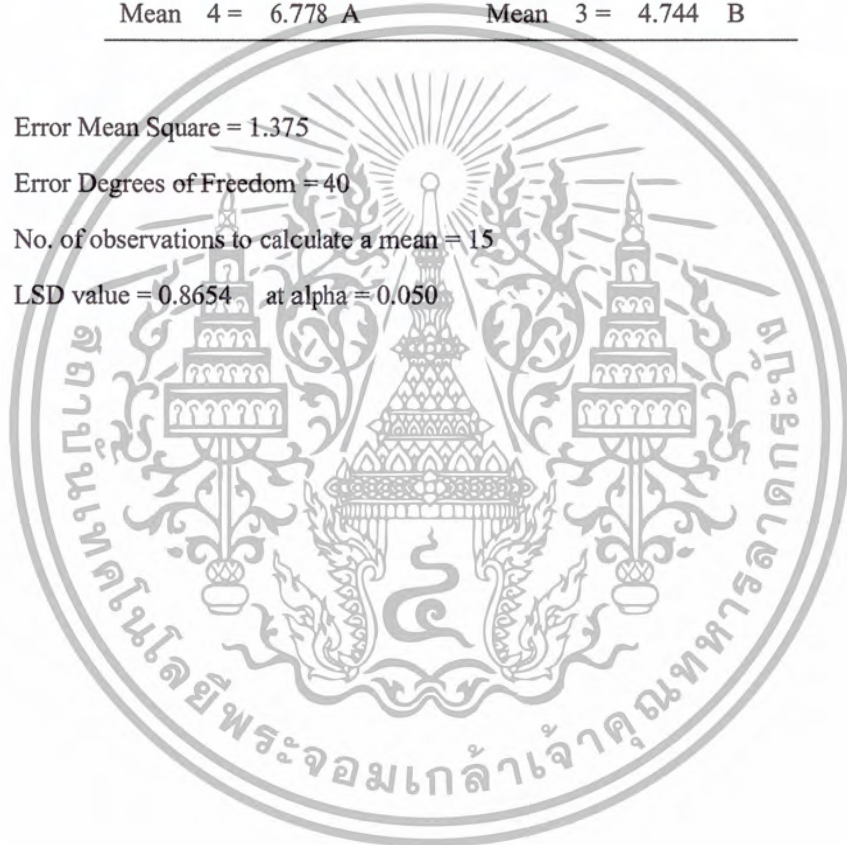 Mean 4 = 6.778 A Mean 3 = 4.744 B
Error Mean Square = 1.375
Error Degrees of Freedom = 40
No. of observations to calculate a mean = 15
LSD value = 0.8654 at alpha = 0.050
สถาบันเทคโนโลยีพระจอมเกล้าเจ้าคุณทหารลาดกระบัง